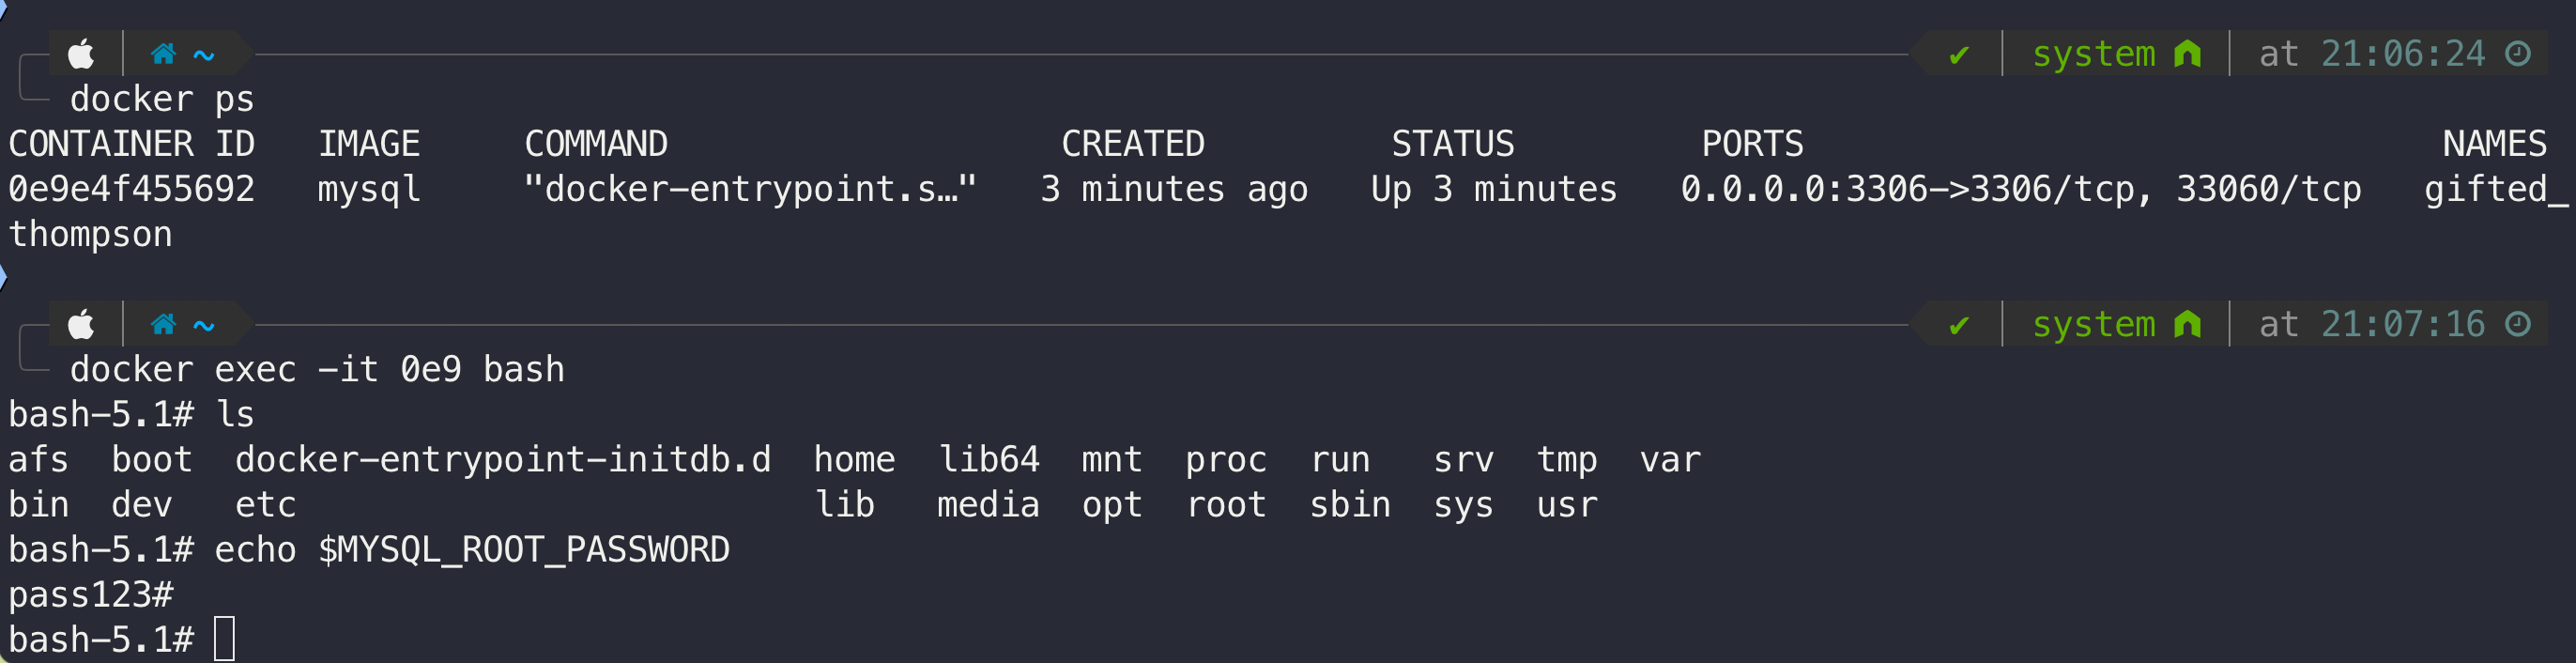 ~ ✔ system at 21:06:24
docker ps
CONTAINER ID IMAGE COMMAND CREATED STATUS PORTS NAMES
0e9e4f455692 mysql "docker-entrypoint.s…" 3 minutes ago Up 3 minutes 0.0.0.0:3306->3306/tcp, 33060/tcp gifted_
thompson
~ ✔ system at 21:07:16
docker exec -it 0e9 bash
bash-5.1# ls
afs boot docker-entrypoint-initdb.d home lib64 mnt proc run srv tmp var
bin dev etc lib media opt root sbin sys usr
bash-5.1# echo $MYSQL_ROOT_PASSWORD
pass123#
bash-5.1#